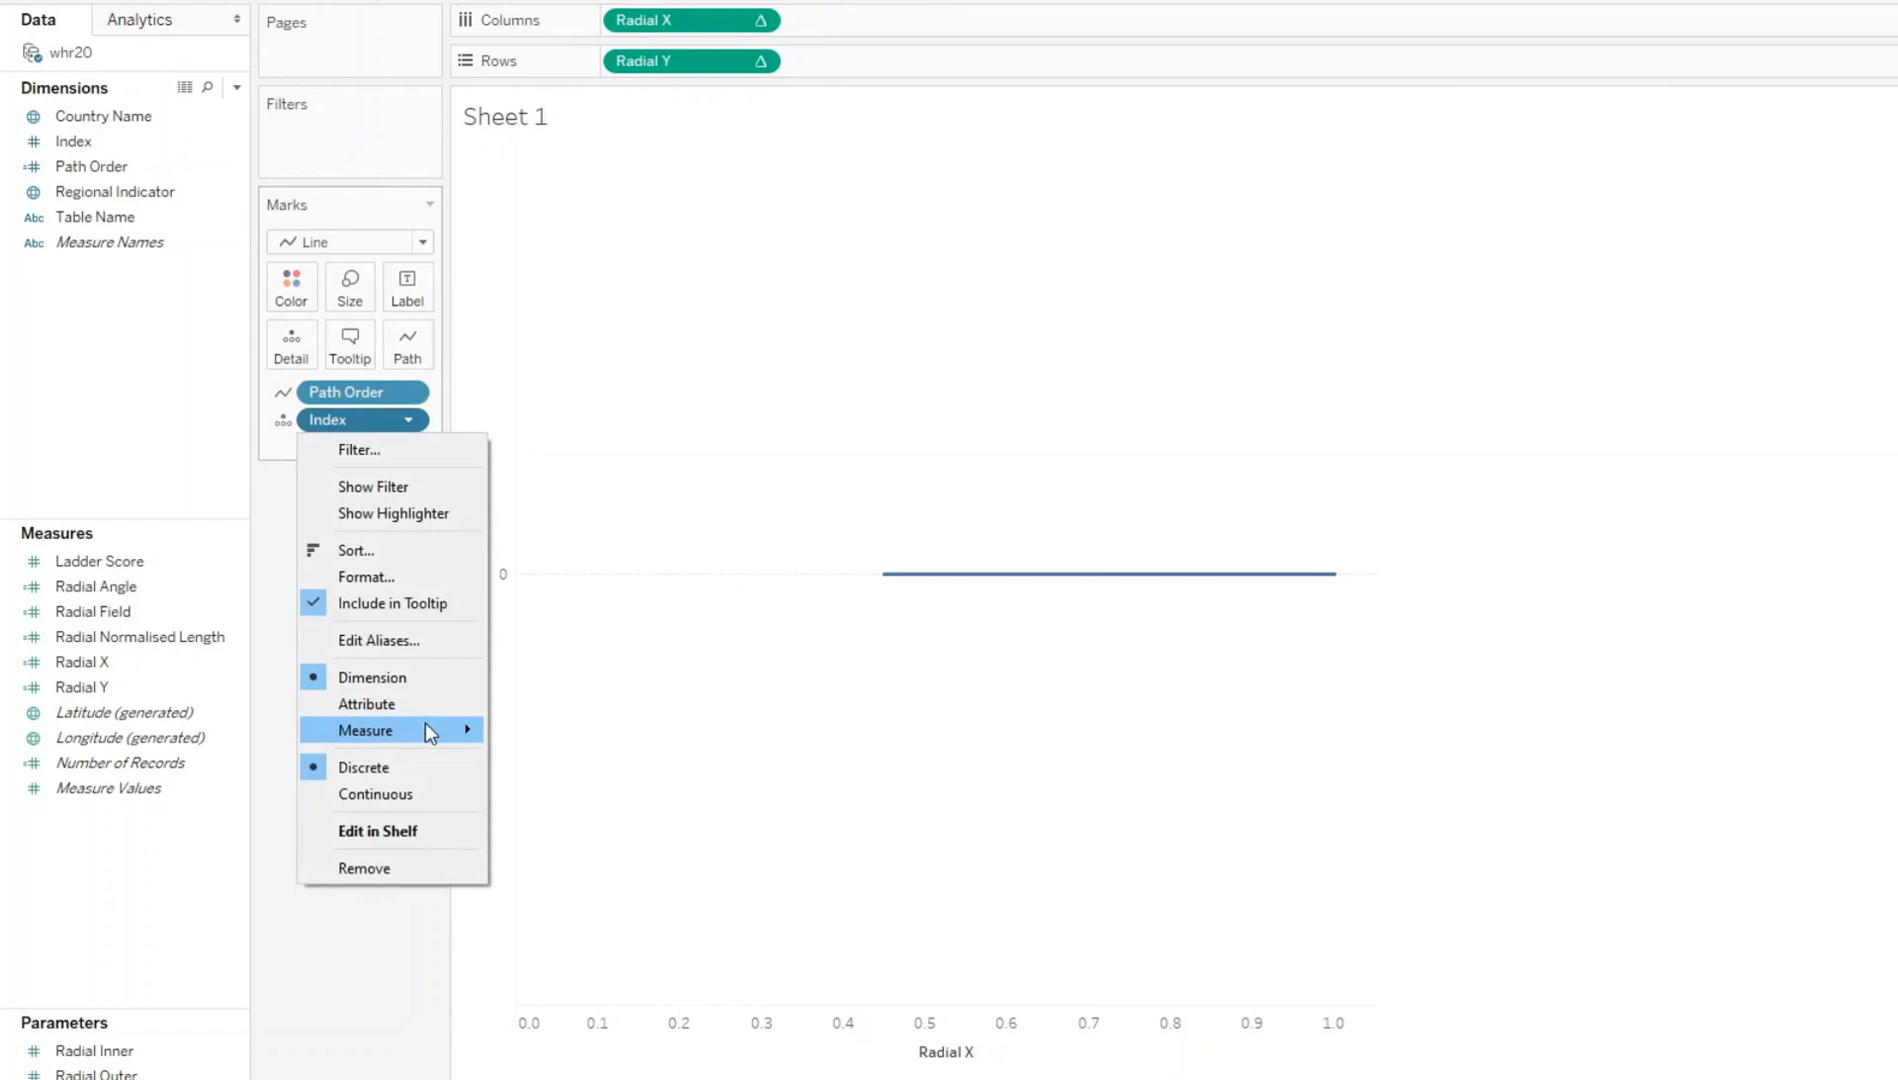 Data
Analytics
whr20
Dimensions
Country Name
Index
Path Order
Regional Indicator
Abc Table Name
Abc Measure Names
Measures
Ladder Score
Radial Angle
Radial Field
Radial Normalised Length
Radial X
Radial Y
Latitude (generated)
Longitude (generated)
Number of Records
Measure Values
Parameters
Radial Inner
Radial Outer
Pages
Filters
Marks
Line
Color Size Label
Detail Tooltip Path
Path Order
Index
Filter...
Show Filter
Show Highlighter
Sort...
Format...
Include in Tooltip
Edit Aliases...
Dimension
Attribute
Measure
Discrete
Continuous
Edit in Shelf
Remove
Columns Radial X
Rows Radial Y
Sheet 1
0
0.0 0.1 0.2 0.3 0.4 0.5 0.6 0.7 0.8 0.9 1.0
Radial X